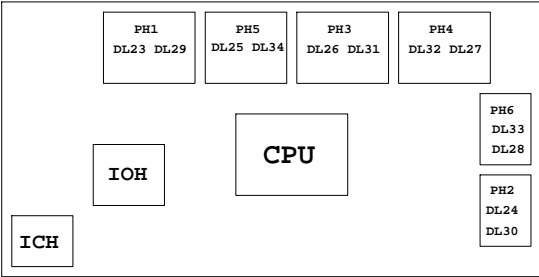 PH1
DL23 DL29
PH5
DL25 DL34
PH3
DL26 DL31
PH4
DL32 DL27
PH6
DL33
DL28
CPU
IOH
PH2
DL24
DL30
ICH